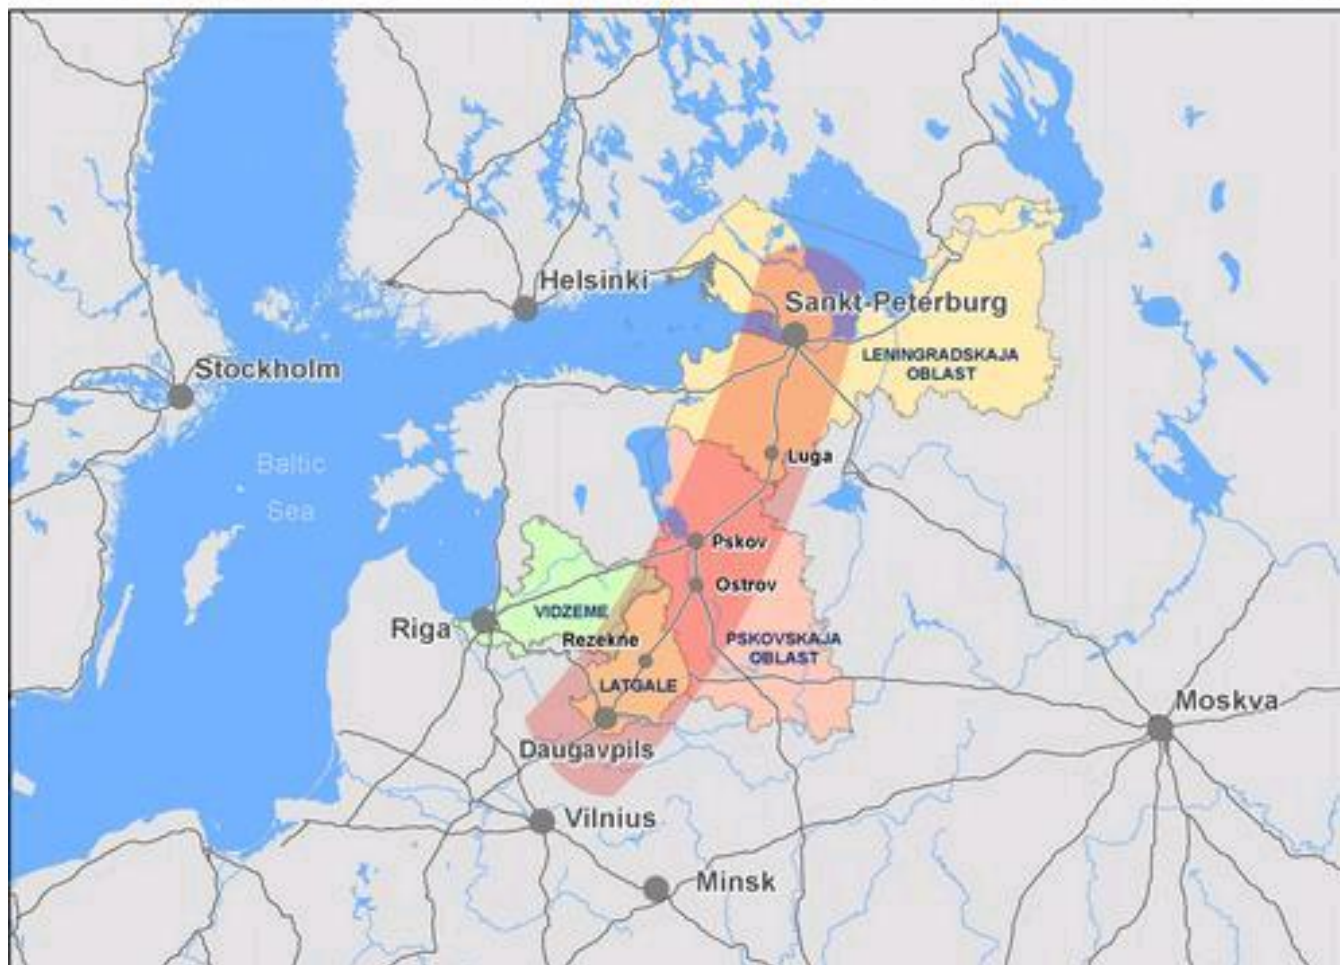 Helsinki
Sankt-Peterburg
Stockholm
LENINGRADSKAJA
OBLAST
Baltic
Sea
Luga
Pskov
Ostrov
VIDZEME
Riga
Rezekne
PSKOVSKAJA
OBLAST
LATGALE
Moskva
Daugavpils
Vilnius
Minsk